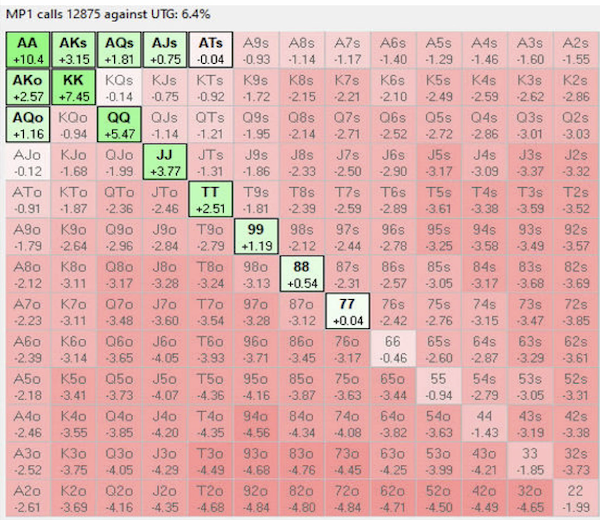 MP1 calls 12875 against UTG: 6.4%
AA AKs AQs AJs ATs A9s A8s A7s A6s A5s A4s A3s A2s
+10.4 +3.15 +1.81 +0.75 -0.04 -0.93 -1.14 -1.17 -1.40 -1.29 -1.46 -1.60 -1.55
AKo KK KQs KJs KTs K9s K8s K7s K6s K5s K4s K3s K2s
+2.57 +7.45 -0.14 -0.75 -0.92 -1.72 -2.15 -2.21 -2.10 -2.49 -2.59 -2.62 -2.86
AQo KQo QQ QJs QTs Q9s Q8s Q7s Q6s Q5s Q4s Q3s Q2s
+1.16 -0.94 +5.47 -1.14 -1.21 -1.95 -2.14 -2.71 -2.52 -2.72 -2.86 -3.01 -3.03
AJo KJo QJo JJ JTs J9s J8s J7s J6s J5s J4s J3s J2s
-0.12 -1.68 -1.99 +3.77 -1.31 -1.86 -2.33 -2.50 -2.90 -3.17 -3.09 -3.37 -3.32
ATo KTo QTo JTo TT T9s T8s T7s T6s T5s T4s T3s T2s
-0.91 -1.87 -2.36 -2.46 +2.51 -1.81 -2.39 -2.59 -2.89 -3.61 -3.38 -3.59 -3.52
A9o K9o Q9o J9o T9o 99 98s 97s 96s 95s 94s 93s 92s
-1.79 -2.64 -2.96 -2.84 -2.79 +1.19 -2.12 -2.44 -2.78 -3.25 -3.58 -3.49 -3.57
A8o K8o Q8o J8o T8o 98o 88 87s 86s 85s 84s 83s 82s
-2.12 -3.11 -3.17 -3.28 -3.24 -3.13 +0.54 -2.31 -2.57 -3.05 -3.17 -3.68 -3.69
A7o K7o Q7o J7o T7o 97o 87o 77 76s 75s 74s 73s 72s
-2.23 -3.11 -3.48 -3.60 -3.54 -3.28 -3.12 +0.04 -2.42 -2.76 -3.15 -3.47 -3.85
A6o K6o Q6o J6o T6o 96o 86o 76o 66 65s 64s 63s 62s
-2.39 -3.14 -3.65 -4.05 -3.93 -3.71 -3.45 -3.17 -0.46 -2.60 -2.87 -3.29 -3.61
A5o K5o Q5o J5o T5o 95o 85o 75o 65o 55 54s 53s 52s
-2.18 -3.41 -3.73 -4.07 -4.36 -4.16 -3.87 -3.63 -3.44 -0.94 -2.79 -3.05 -3.31
A4o K4o Q4o J4o T4o 94o 84o 74o 64o 54o 44 43s 42s
-2.46 -3.55 -3.85 -4.20 -4.35 -4.56 -4.34 -4.08 -3.82 -3.63 -1.43 -3.19 -3.38
A3o K3o Q3o J3o T3o 93o 83o 73o 63o 53o 43o 33 32s
-2.52 -3.75 -4.05 -4.29 -4.49 -4.68 -4.76 -4.45 -4.25 -3.99 -4.21 -1.85 -3.73
A2o K2o Q2o J2o T2o 92o 82o 72o 62o 52o 42o 32o 22
-2.61 -3.69 -4.16 -4.35 -4.68 -4.84 -4.80 -4.84 -4.71 -4.50 -4.49 -4.65 -1.99